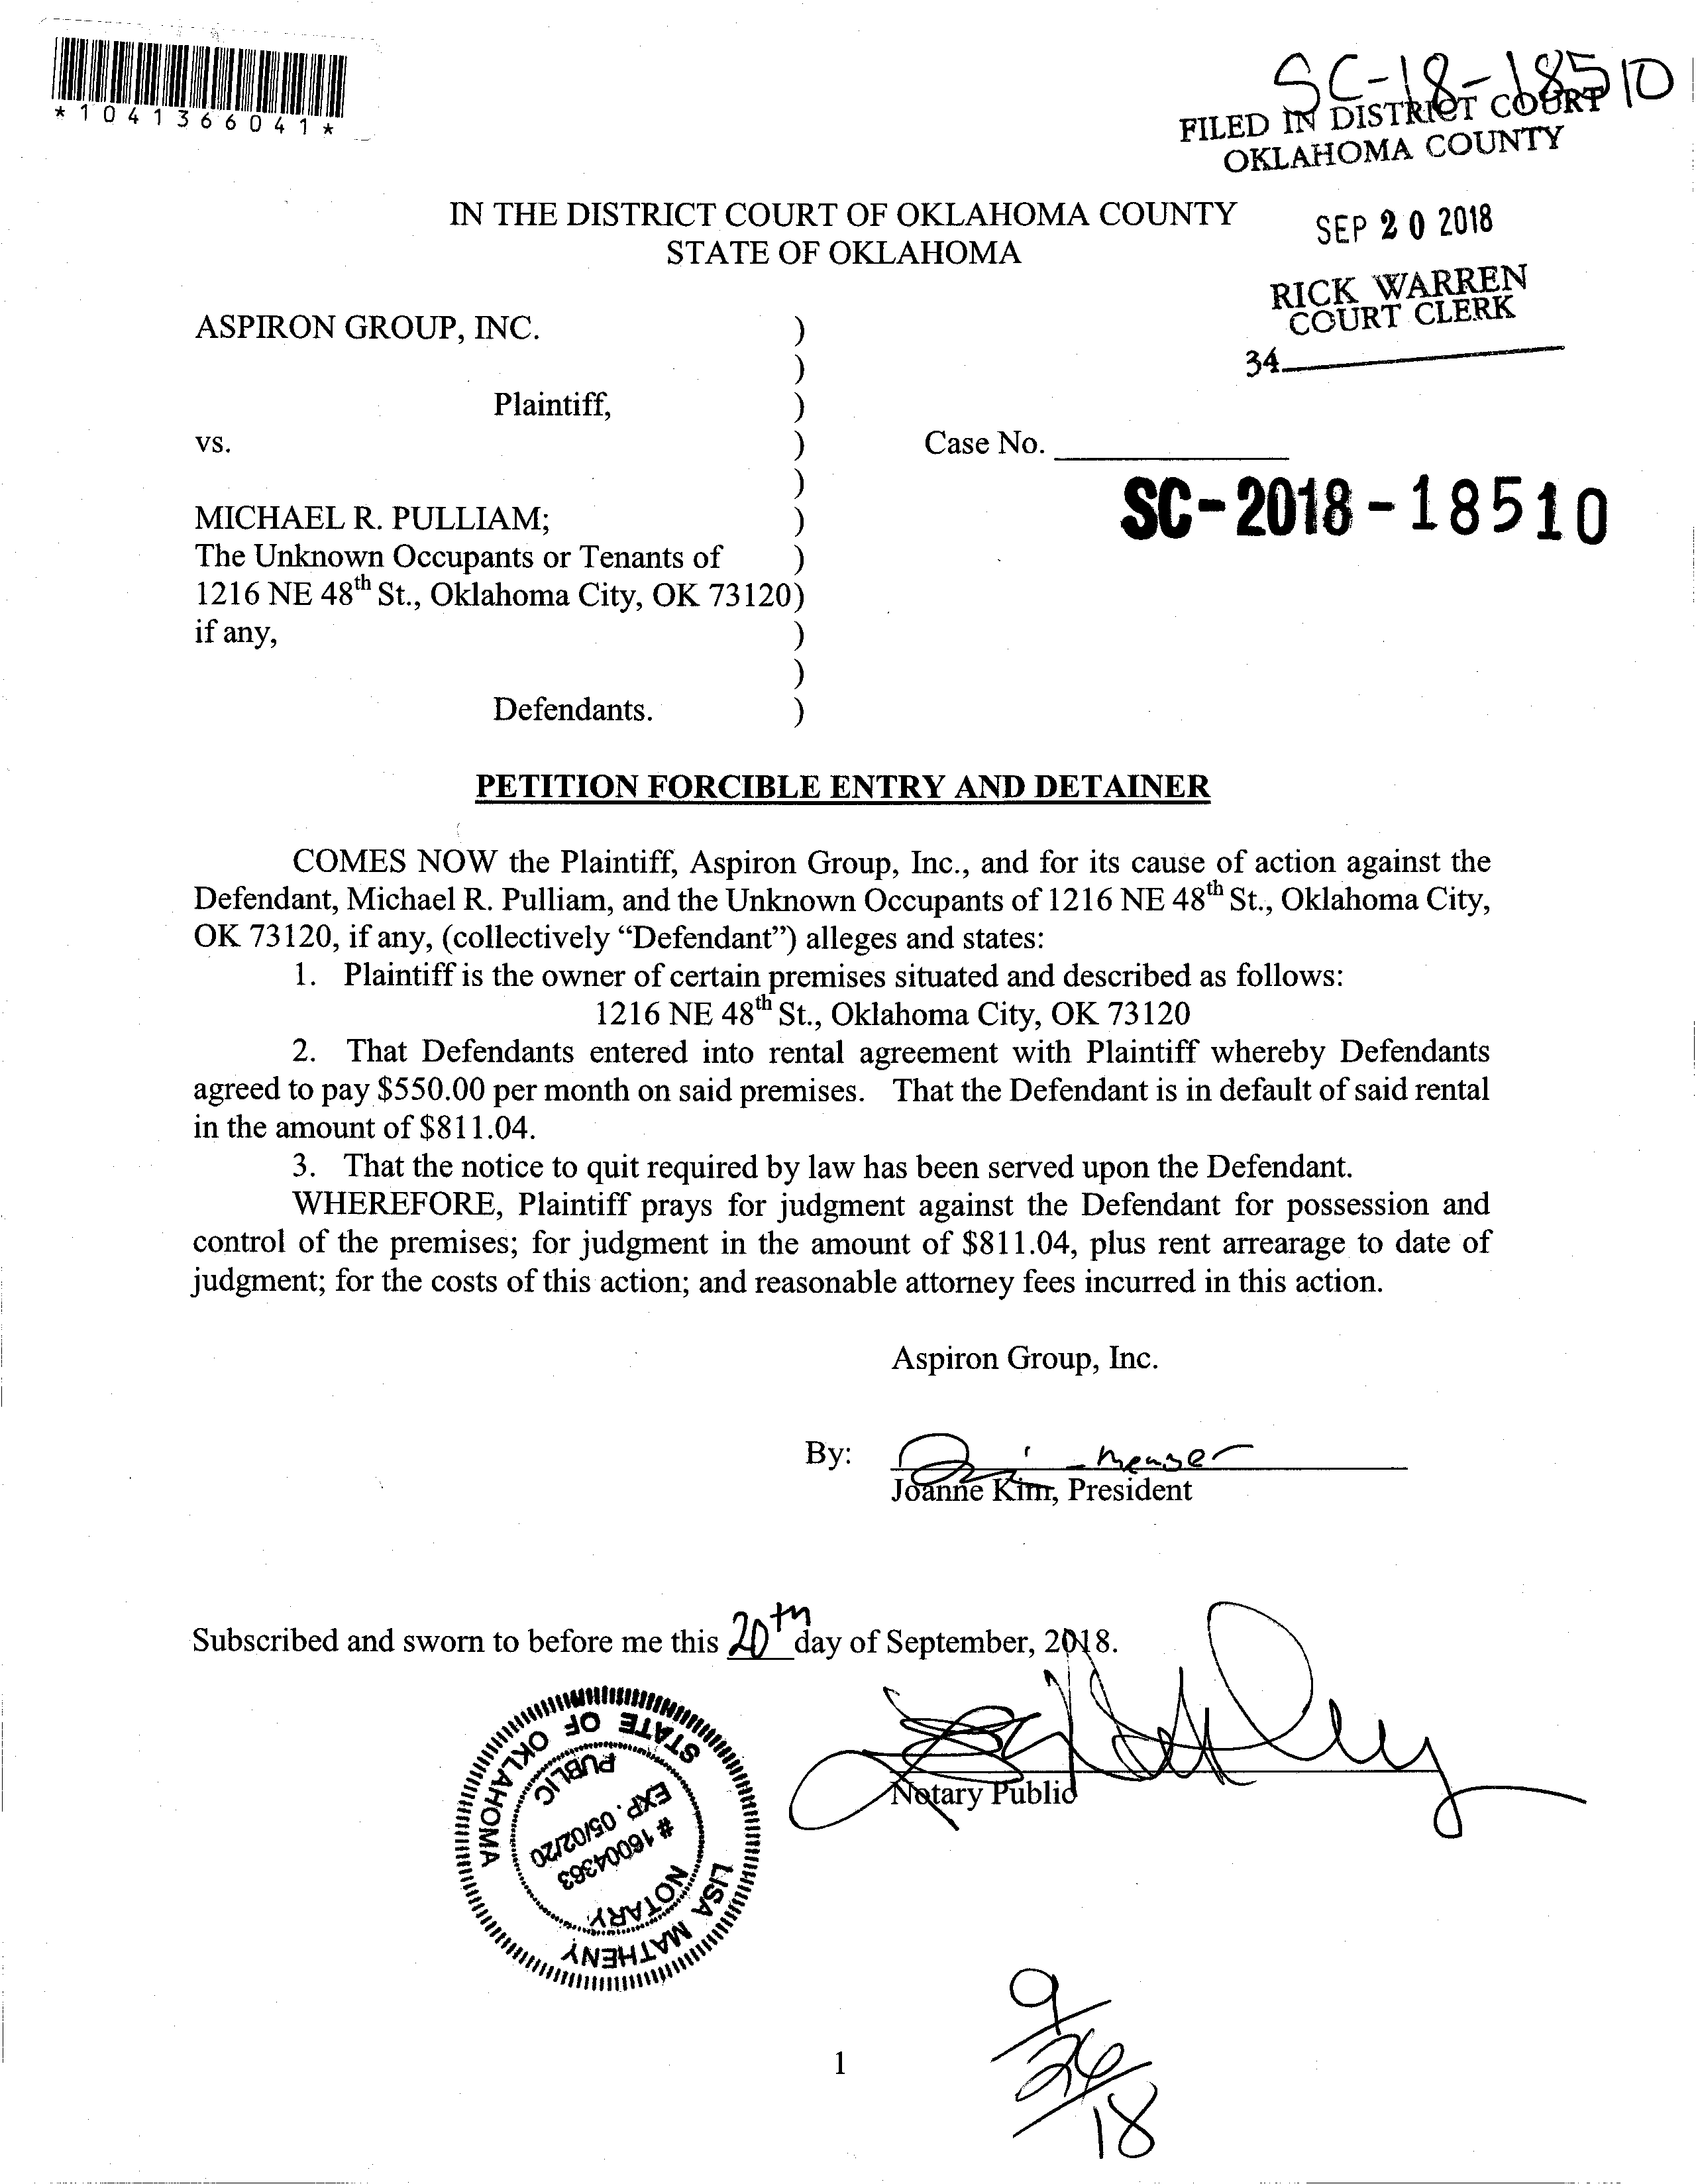 *1041366041*
SC-18-18510
FILED IN DISTRICT COURT
OKLAHOMA COUNTY
IN THE DISTRICT COURT OF OKLAHOMA COUNTY
STATE OF OKLAHOMA
SEP 20 2018
RICK WARREN
COURT CLERK
34
ASPIRON GROUP, INC. )
)
Plaintiff, )
vs. ) Case No.
)
SC-2018-18510
MICHAEL R. PULLIAM; )
The Unknown Occupants or Tenants of )
1216 NE 48th St., Oklahoma City, OK 73120)
if any, )
)
Defendants. )
PETITION FORCIBLE ENTRY AND DETAINER
COMES NOW the Plaintiff, Aspiron Group, Inc., and for its cause of action against the
Defendant, Michael R. Pulliam, and the Unknown Occupants of 1216 NE 48th St., Oklahoma City,
OK 73120, if any, (collectively “Defendant”) alleges and states:
1. Plaintiff is the owner of certain premises situated and described as follows:
1216 NE 48th St., Oklahoma City, OK 73120
2. That Defendants entered into rental agreement with Plaintiff whereby Defendants
agreed to pay $550.00 per month on said premises. That the Defendant is in default of said rental
in the amount of $811.04.
3. That the notice to quit required by law has been served upon the Defendant.
WHEREFORE, Plaintiff prays for judgment against the Defendant for possession and
control of the premises; for judgment in the amount of $811.04, plus rent arrearage to date of
judgment; for the costs of this action; and reasonable attorney fees incurred in this action.
Aspiron Group, Inc.
By:
Joanne Kim, President
Subscribed and sworn to before me this 20th day of September, 2018.
Notary Public
LISA MATHENY
STATE OF OKLAHOMA
NOTARY
# 16004363
EXP. 05/02/20
PUBLIC
9/26/18
1